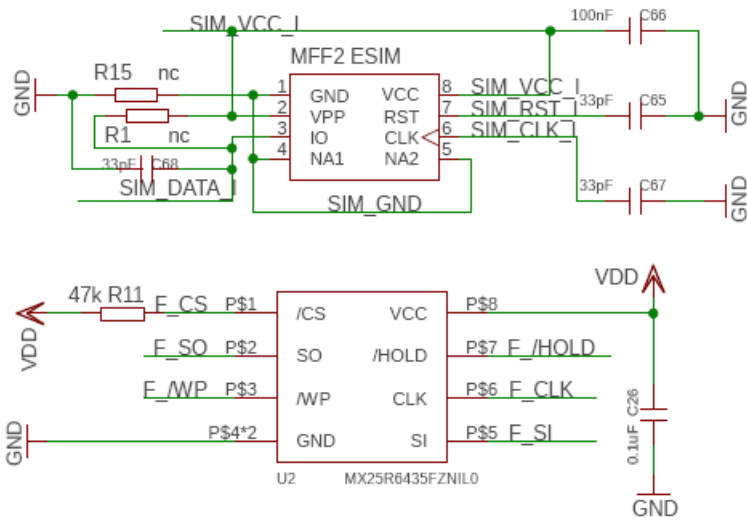 SIM_VCC_I
100nF C66
MFF2 ESIM
R15 nc
GND
1 GND VCC 8 SIM_VCC_I
2 VPP RST 7 SIM_RST_I 33pF C65
GND
R1 nc
3 IO CLK 6 SIM_CLK_I
4 NA1 NA2 5
33pF C68
SIM_DATA_I
SIM_GND
33pF C67
GND
VDD
47k R11 F_CS P$1 /CS VCC P$8
VDD
F_SO P$2 SO /HOLD P$7 F_/HOLD
F_/WP P$3 /WP CLK P$6 F_CLK
0.1uF C26
GND P$4*2 GND SI P$5 F_SI
U2 MX25R6435FZNIL0
GND